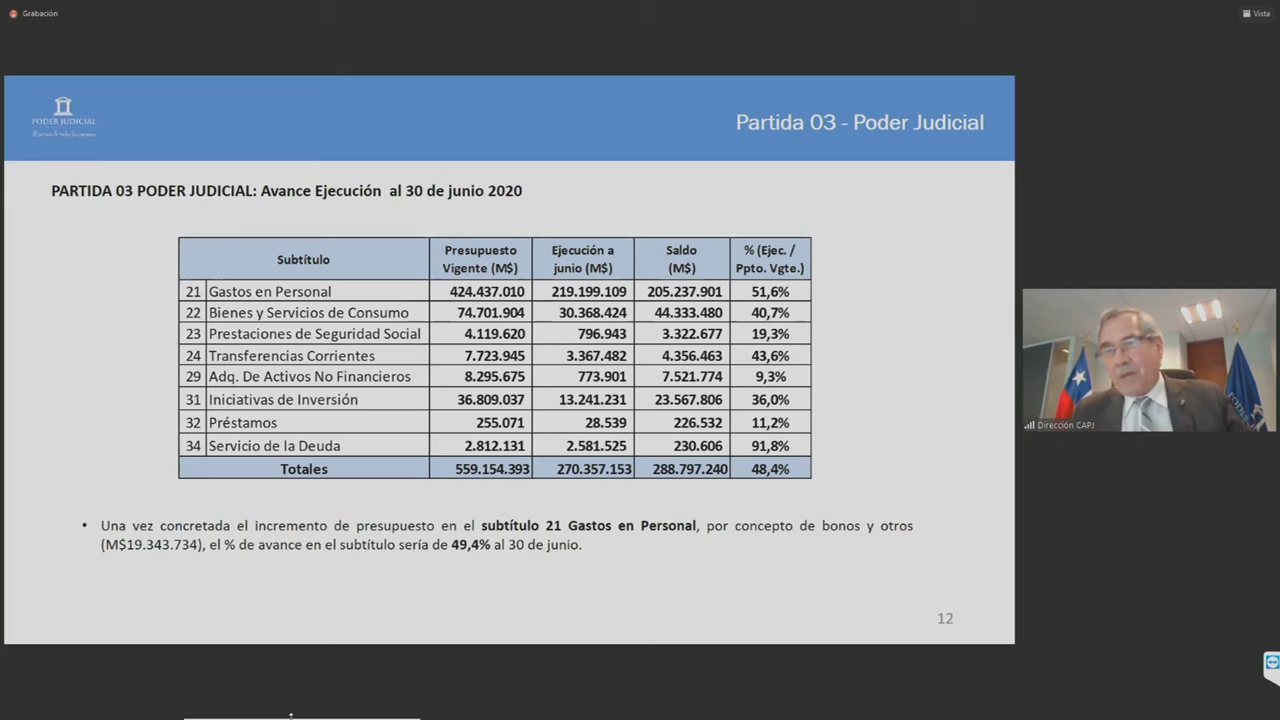 Grabación
Vista
PODER JUDICIAL
Partida 03 - Poder Judicial
PARTIDA 03 PODER JUDICIAL: Avance Ejecución al 30 de junio 2020
Subtítulo Presupuesto Vigente (M$) Ejecución a junio (M$) Saldo (M$) % (Ejec. / Ppto. Vgte.)
21 Gastos en Personal 424.437.010 219.199.109 205.237.901 51,6%
22 Bienes y Servicios de Consumo 74.701.904 30.368.424 44.333.480 40,7%
23 Prestaciones de Seguridad Social 4.119.620 796.943 3.322.677 19,3%
24 Transferencias Corrientes 7.723.945 3.367.482 4.356.463 43,6%
29 Adq. De Activos No Financieros 8.295.675 773.901 7.521.774 9,3%
31 Iniciativas de Inversión 36.809.037 13.241.231 23.567.806 36,0%
32 Préstamos 255.071 28.539 226.532 11,2%
34 Servicio de la Deuda 2.812.131 2.581.525 230.606 91,8%
Totales 559.154.393 270.357.153 288.797.240 48,4%
Dirección CAPJ
• Una vez concretada el incremento de presupuesto en el subtítulo 21 Gastos en Personal, por concepto de bonos y otros
(M$19.343.734), el % de avance en el subtítulo sería de 49,4% al 30 de junio.
12